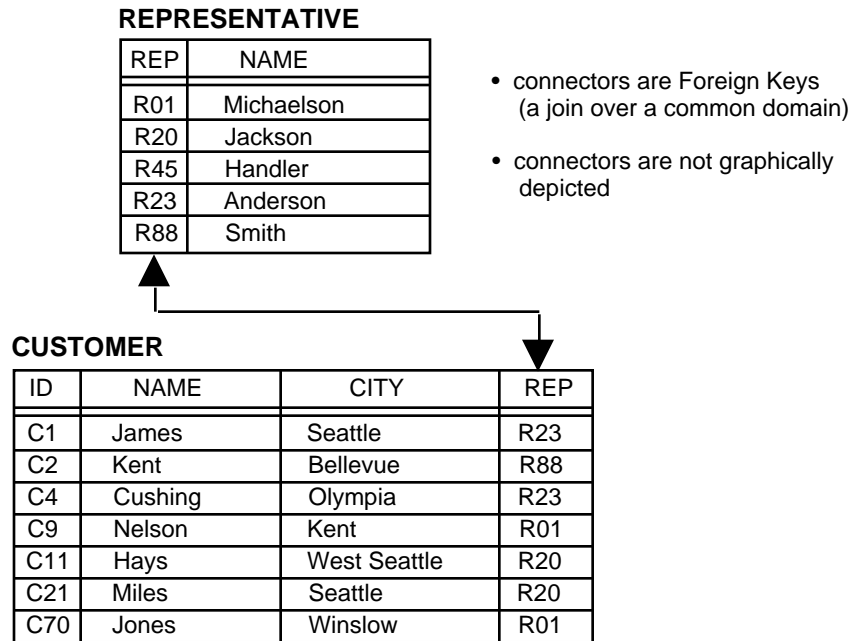 REPRESENTATIVE
REP NAME
R01 Michaelson
R20 Jackson
R45 Handler
R23 Anderson
R88 Smith
• connectors are Foreign Keys
(a join over a common domain)
• connectors are not graphically
depicted
CUSTOMER
ID NAME CITY REP
C1 James Seattle R23
C2 Kent Bellevue R88
C4 Cushing Olympia R23
C9 Nelson Kent R01
C11 Hays West Seattle R20
C21 Miles Seattle R20
C70 Jones Winslow R01